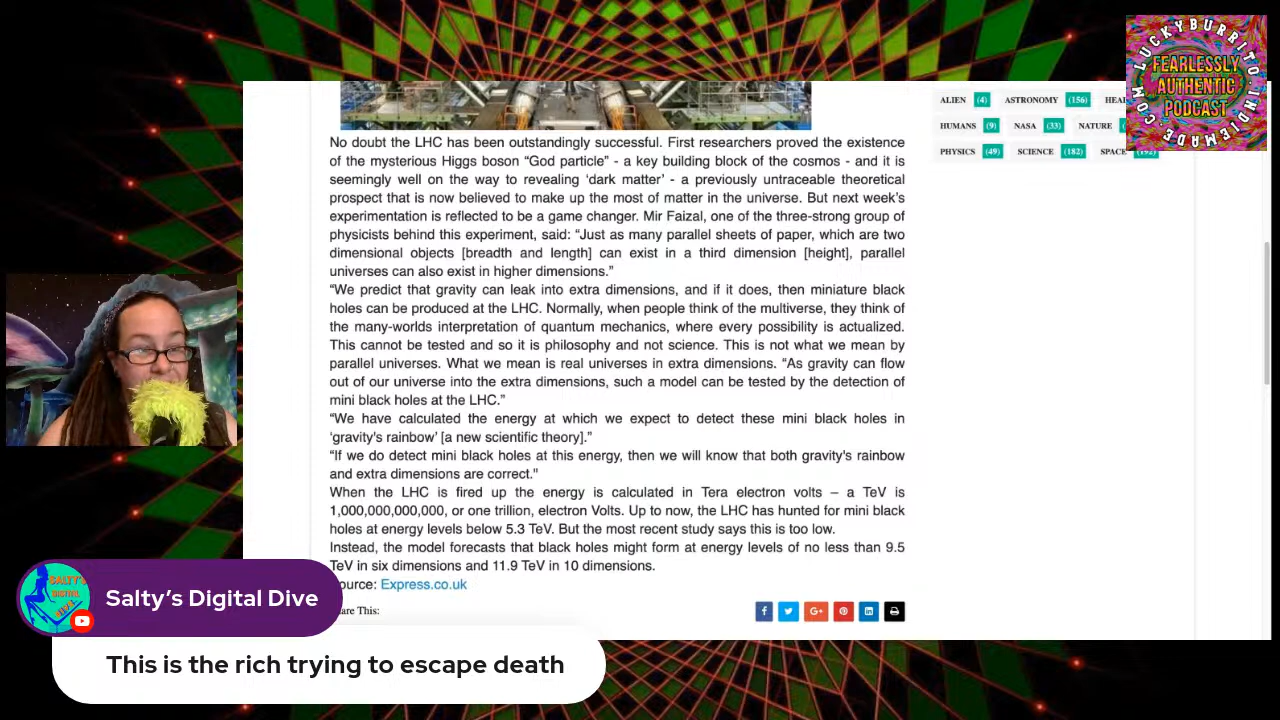 LUCKYBURRITO.INDIEMADE.COM
FEARLESSLY
AUTHENTIC
PODCAST
ALIEN (4) ASTRONOMY (156)
HUMANS (9) NASA (33) NATURE
PHYSICS (49) SCIENCE (182) SPACE
No doubt the LHC has been outstandingly successful. First researchers proved the existence
of the mysterious Higgs boson “God particle” - a key building block of the cosmos - and it is
seemingly well on the way to revealing ‘dark matter’ - a previously untraceable theoretical
prospect that is now believed to make up the most of matter in the universe. But next week’s
experimentation is reflected to be a game changer. Mir Faizal, one of the three-strong group of
physicists behind this experiment, said: “Just as many parallel sheets of paper, which are two
dimensional objects [breadth and length] can exist in a third dimension [height], parallel
universes can also exist in higher dimensions.”
“We predict that gravity can leak into extra dimensions, and if it does, then miniature black
holes can be produced at the LHC. Normally, when people think of the multiverse, they think of
the many-worlds interpretation of quantum mechanics, where every possibility is actualized.
This cannot be tested and so it is philosophy and not science. This is not what we mean by
parallel universes. What we mean is real universes in extra dimensions. “As gravity can flow
out of our universe into the extra dimensions, such a model can be tested by the detection of
mini black holes at the LHC.”
“We have calculated the energy at which we expect to detect these mini black holes in
‘gravity's rainbow’ [a new scientific theory].”
“If we do detect mini black holes at this energy, then we will know that both gravity's rainbow
and extra dimensions are correct."
When the LHC is fired up the energy is calculated in Tera electron volts – a TeV is
1,000,000,000,000, or one trillion, electron Volts. Up to now, the LHC has hunted for mini black
holes at energy levels below 5.3 TeV. But the most recent study says this is too low.
Instead, the model forecasts that black holes might form at energy levels of no less than 9.5
TeV in six dimensions and 11.9 TeV in 10 dimensions.
ource: Express.co.uk
are This:
SALTY'S
DIGITAL
DIVE
Salty’s Digital Dive
This is the rich trying to escape death